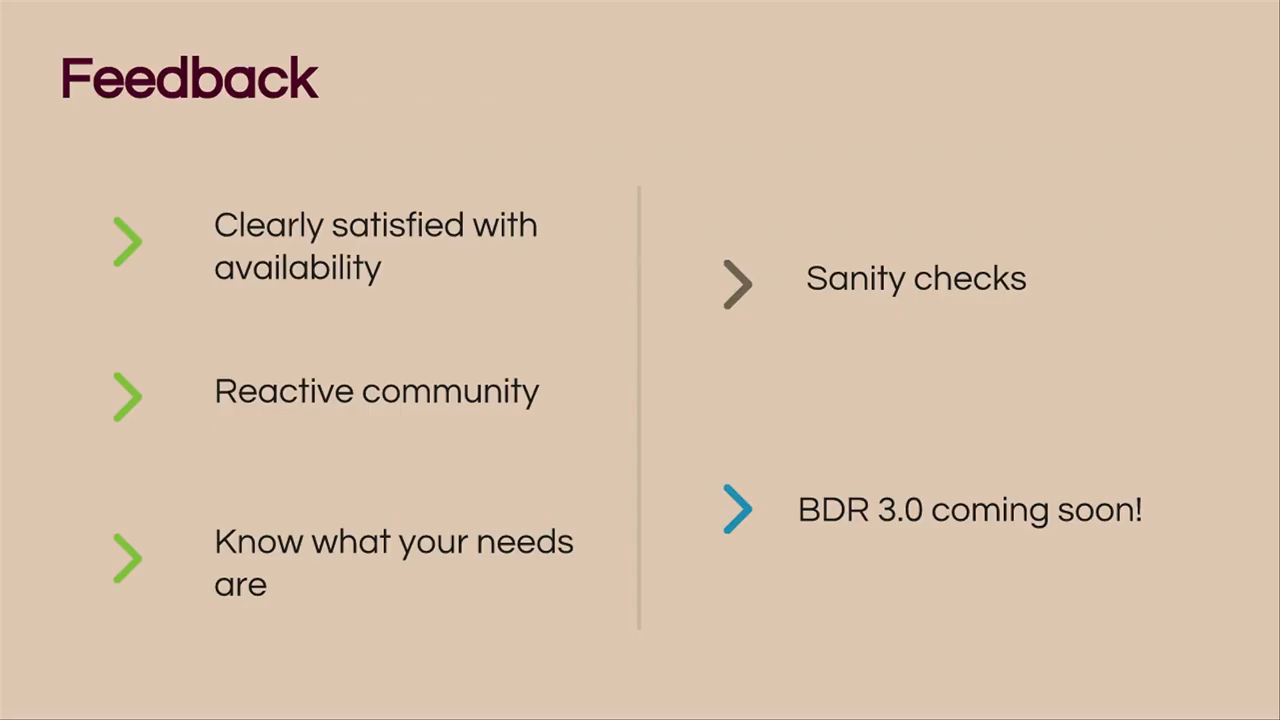 Feedback
Clearly satisfied with
availability
Reactive community
Know what your needs
are
Sanity checks
BDR 3.0 coming soon!